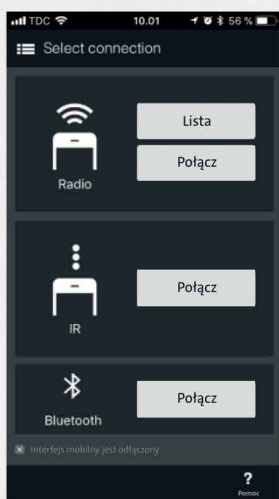 TDC 10.01 56 %
Select connection
Lista
Połącz
Radio
Połącz
IR
Połącz
Bluetooth
Interfejs mobilny jest odłączony
?
Pomoc